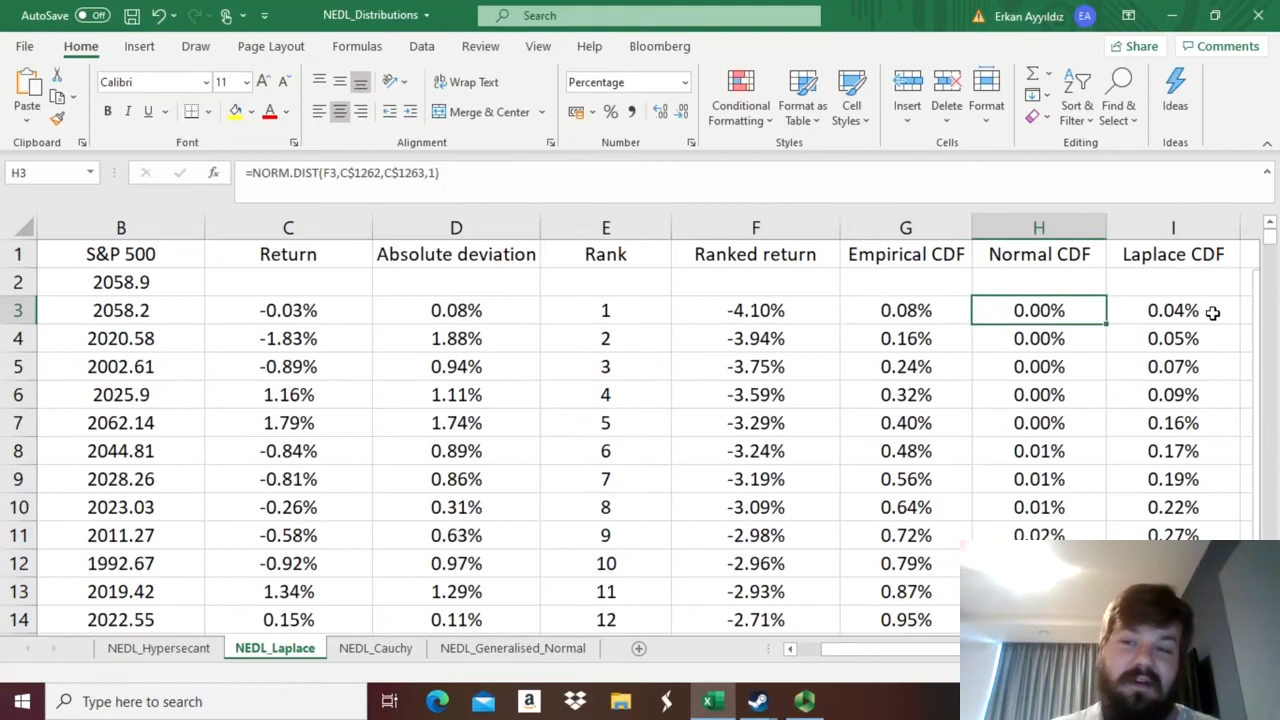 AutoSave Off NEDL_Distributions Search Erkan Ayyıldız EA
File Home Insert Draw Page Layout Formulas Data Review View Help Bloomberg Share Comments
Paste Calibri 11 Wrap Text Percentage Conditional Formatting Format as Table Cell Styles Insert Delete Format Sort & Filter Find & Select Ideas
B I U Merge & Center
Clipboard Font Alignment Number Styles Cells Editing Ideas
H3 fx =NORM.DIST(F3,C$1262,C$1263,1)
B C D E F G H I
1 S&P 500 Return Absolute deviation Rank Ranked return Empirical CDF Normal CDF Laplace CDF
2 2058.9
3 2058.2 -0.03% 0.08% 1 -4.10% 0.08% 0.00% 0.04%
4 2020.58 -1.83% 1.88% 2 -3.94% 0.16% 0.00% 0.05%
5 2002.61 -0.89% 0.94% 3 -3.75% 0.24% 0.00% 0.07%
6 2025.9 1.16% 1.11% 4 -3.59% 0.32% 0.00% 0.09%
7 2062.14 1.79% 1.74% 5 -3.29% 0.40% 0.00% 0.16%
8 2044.81 -0.84% 0.89% 6 -3.24% 0.48% 0.01% 0.17%
9 2028.26 -0.81% 0.86% 7 -3.19% 0.56% 0.01% 0.19%
10 2023.03 -0.26% 0.31% 8 -3.09% 0.64% 0.01% 0.22%
11 2011.27 -0.58% 0.63% 9 -2.98% 0.72% 0.02% 0.27%
12 1992.67 -0.92% 0.97% 10 -2.96% 0.79%
13 2019.42 1.34% 1.29% 11 -2.93% 0.87%
14 2022.55 0.15% 0.11% 12 -2.71% 0.95%
NEDL_Hypersecant NEDL_Laplace NEDL_Cauchy NEDL_Generalised_Normal
Type here to search